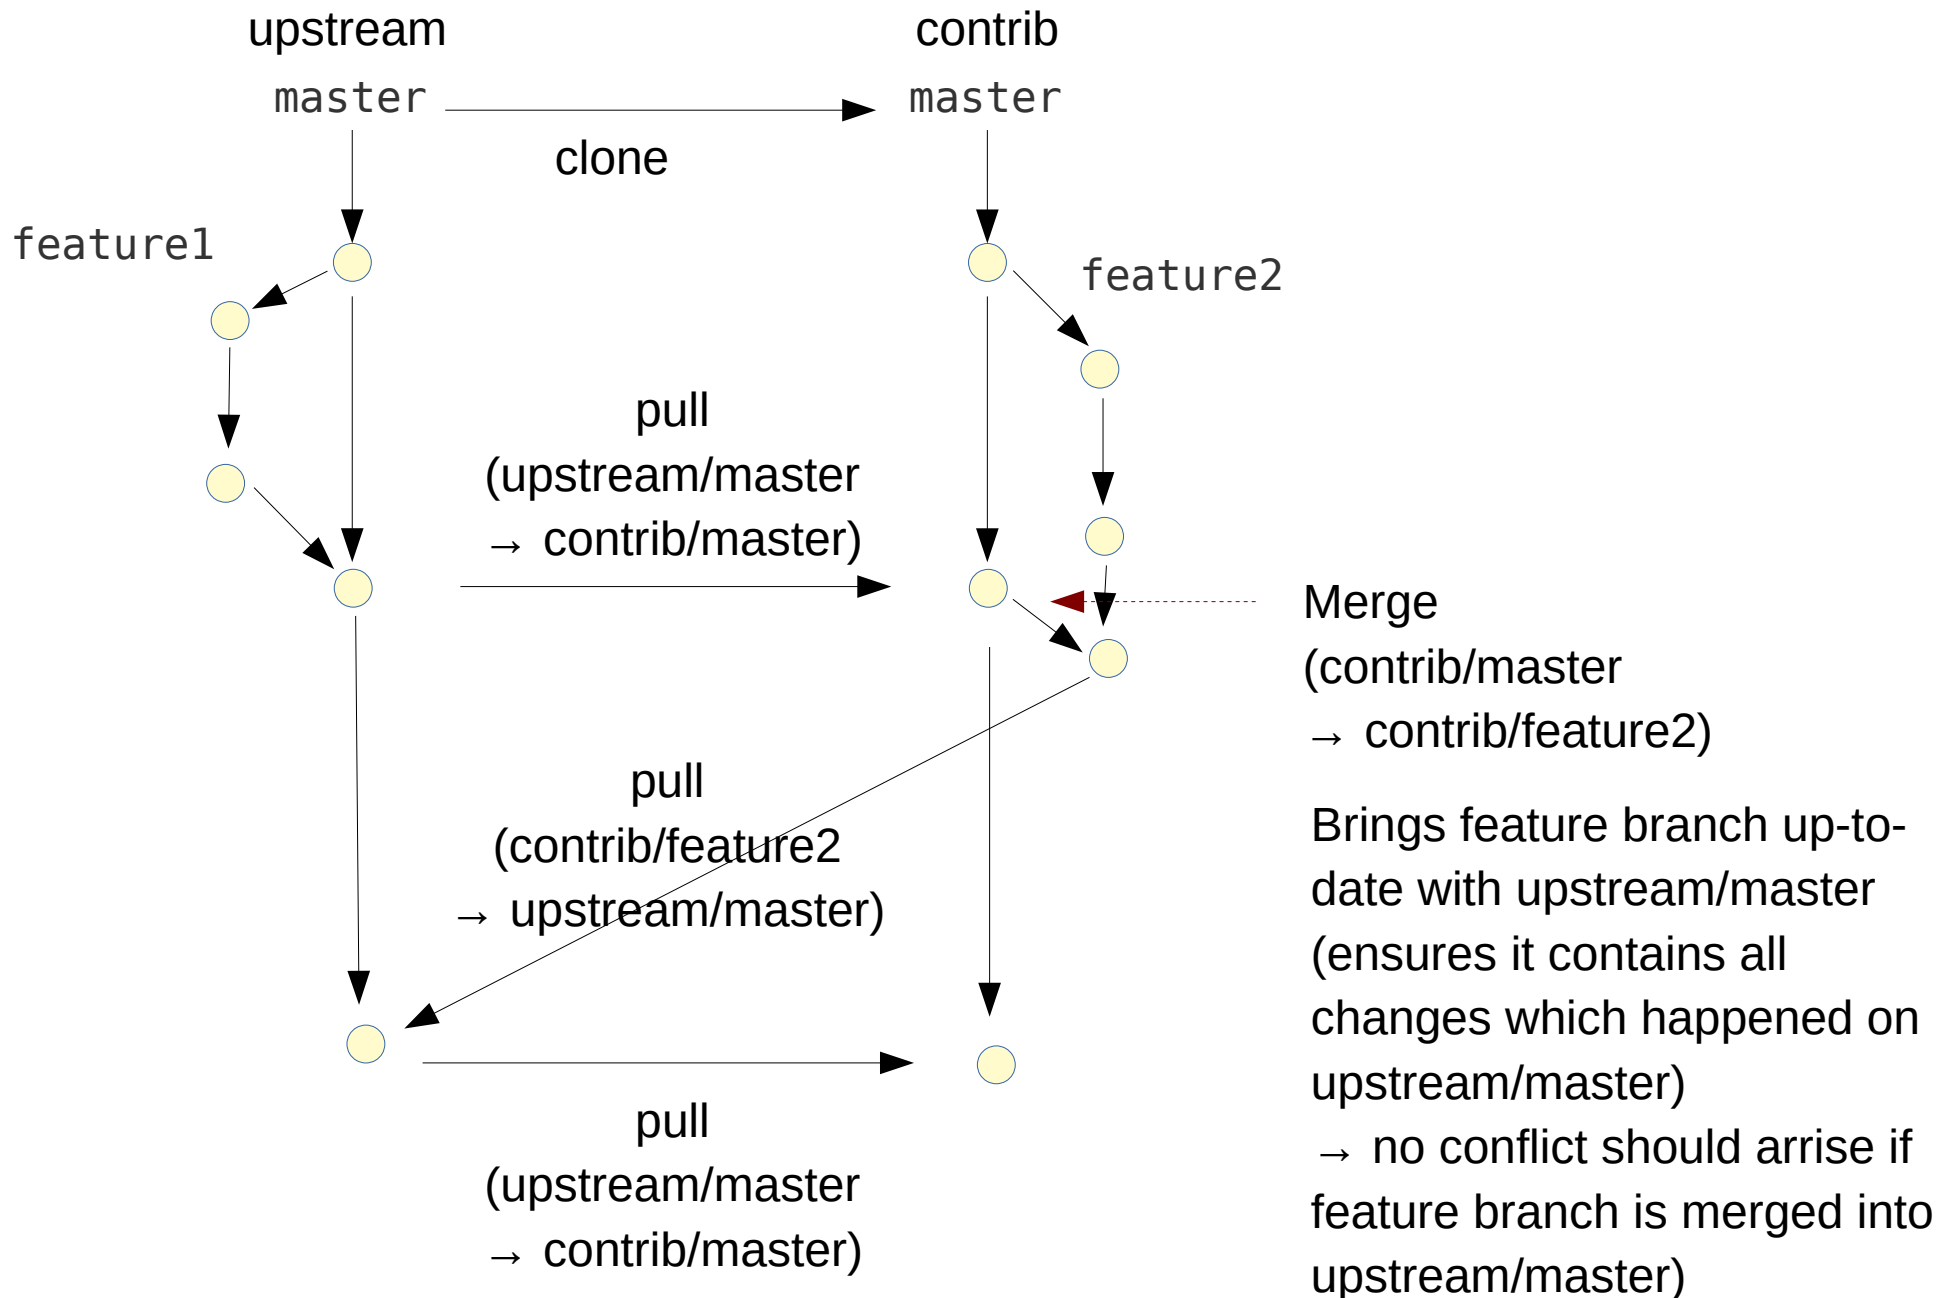 upstream
contrib
master
master
clone
feature1
feature2
pull
(upstream/master
→ contrib/master)
Merge
(contrib/master
→ contrib/feature2)
pull
(contrib/feature2
→ upstream/master)
Brings feature branch up-to-
date with upstream/master
(ensures it contains all
changes which happened on
upstream/master)
→ no conflict should arrise if
feature branch is merged into
upstream/master)
pull
(upstream/master
→ contrib/master)